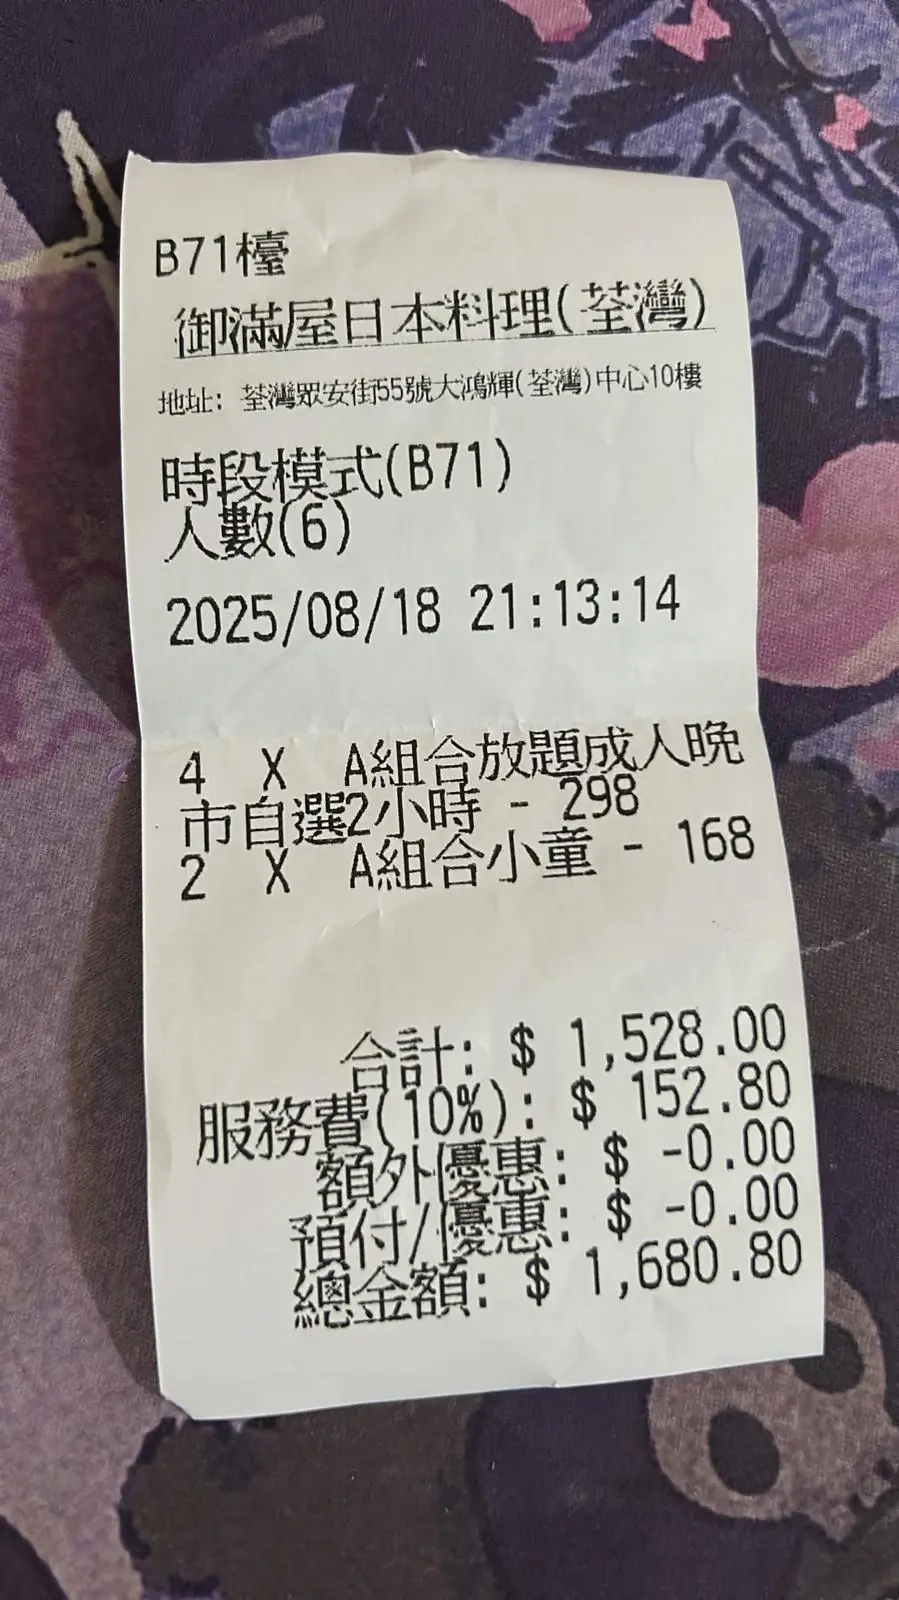 B71檯
御滿屋日本料理(荃灣)
地址: 荃灣眾安街55號大鴻輝(荃灣)中心10樓
時段模式(B71)
人數(6)
2025/08/18 21:13:14
4 X A組合放題成人晚
市自選2小時 - 298
2 X A組合小童 - 168
合計: $ 1,528.00
服務費(10%): $ 152.80
額外優惠: $ -0.00
預付/優惠: $ -0.00
總金額: $ 1,680.80